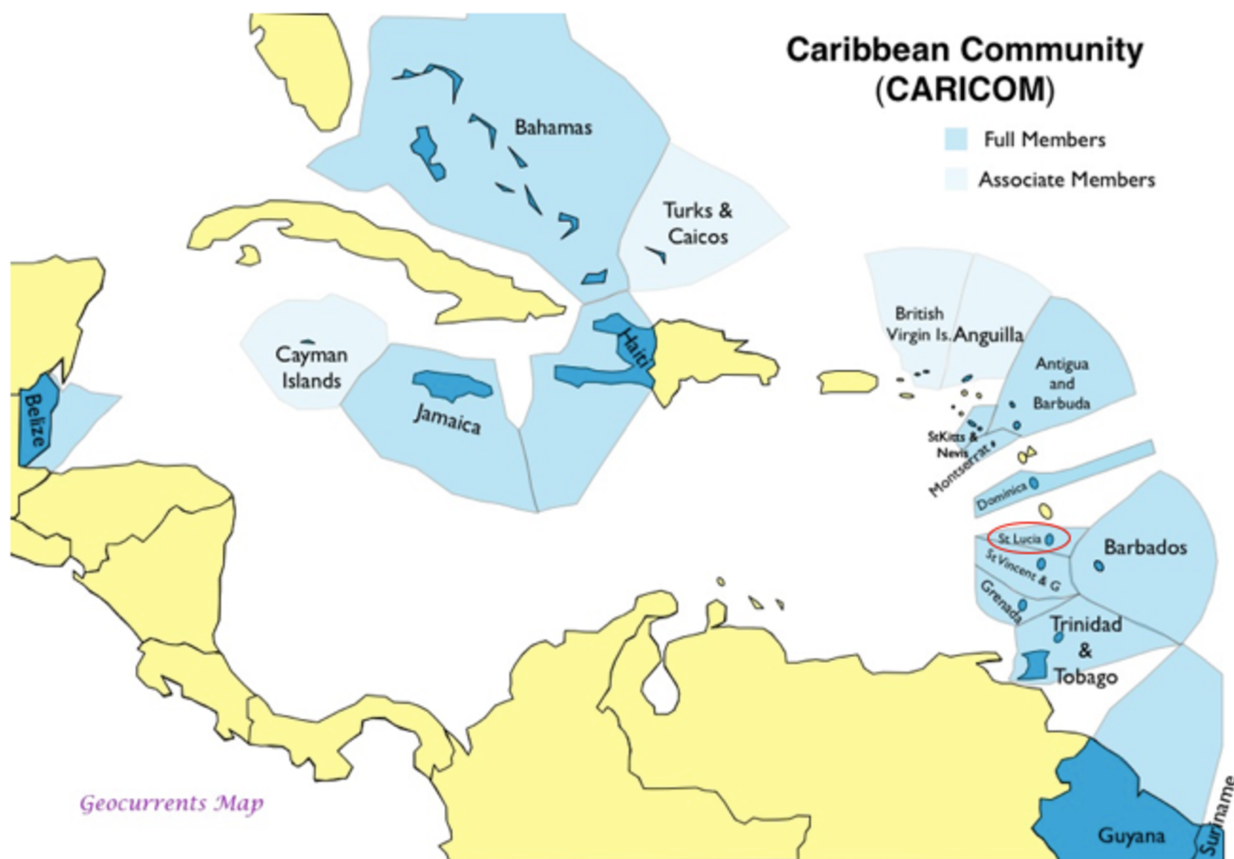 Caribbean Community
(CARICOM)
Full Members
Associate Members
Bahamas
Turks &
Caicos
British
Virgin Is.
Anguilla
Antigua
and
Barbuda
Cayman
Islands
Haiti
Jamaica
Belize
StKitts &
Nevis
Montserrat
Dominica
St Lucia
Barbados
St Vincent & G
Grenada
Trinidad
&
Tobago
Geocurrents Map
Guyana
Suriname